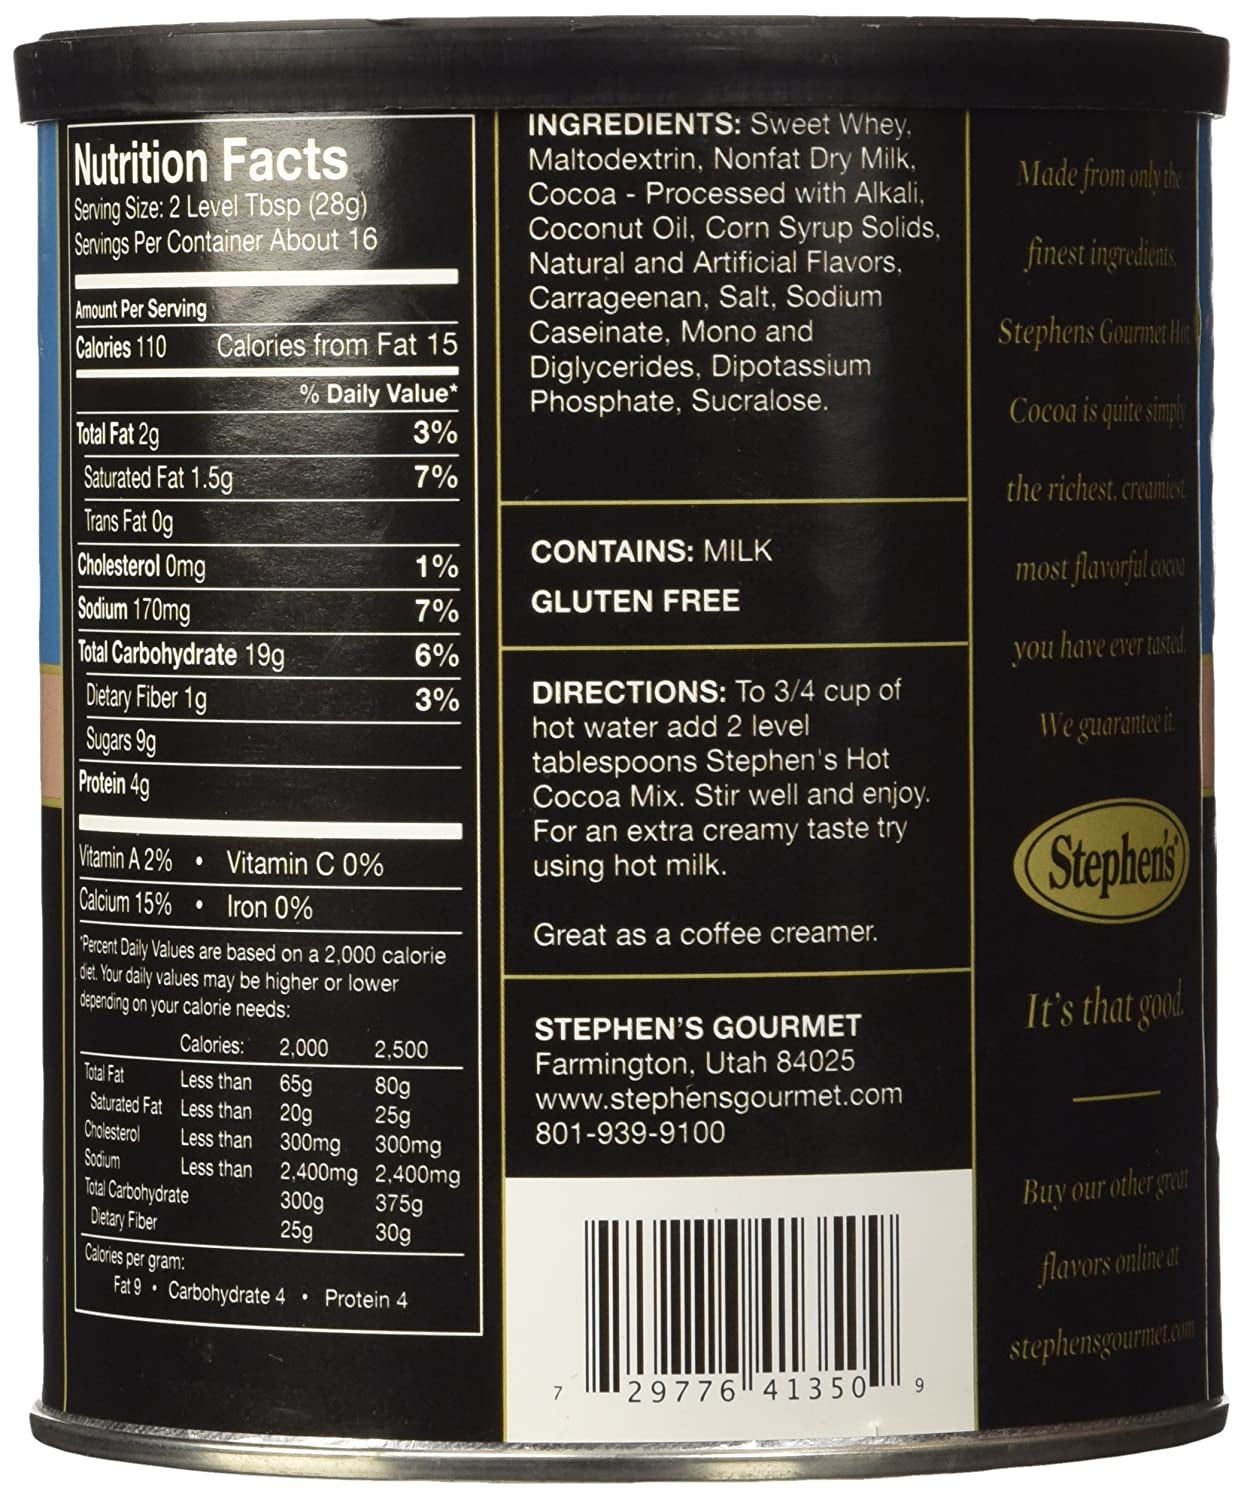 Nutrition Facts
Serving Size: 2 Level Tbsp (28g)
Servings Per Container About 16
Amount Per Serving
Calories 110 Calories from Fat 15
% Daily Value*
Total Fat 2g 3%
Saturated Fat 1.5g 7%
Trans Fat 0g
Cholesterol 0mg 1%
Sodium 170mg 7%
Total Carbohydrate 19g 6%
Dietary Fiber 1g 3%
Sugars 9g
Protein 4g
Vitamin A 2% • Vitamin C 0%
Calcium 15% • Iron 0%
*Percent Daily Values are based on a 2,000 calorie
diet. Your daily values may be higher or lower
depending on your calorie needs:
Calories: 2,000 2,500
Total Fat Less than 65g 80g
Saturated Fat Less than 20g 25g
Cholesterol Less than 300mg 300mg
Sodium Less than 2,400mg 2,400mg
Total Carbohydrate 300g 375g
Dietary Fiber 25g 30g
Calories per gram:
Fat 9 • Carbohydrate 4 • Protein 4
INGREDIENTS: Sweet Whey,
Maltodextrin, Nonfat Dry Milk,
Cocoa - Processed with Alkali,
Coconut Oil, Corn Syrup Solids,
Natural and Artificial Flavors,
Carrageenan, Salt, Sodium
Caseinate, Mono and
Diglycerides, Dipotassium
Phosphate, Sucralose.
CONTAINS: MILK
GLUTEN FREE
DIRECTIONS: To 3/4 cup of
hot water add 2 level
tablespoons Stephen's Hot
Cocoa Mix. Stir well and enjoy.
For an extra creamy taste try
using hot milk.
Great as a coffee creamer.
STEPHEN'S GOURMET
Farmington, Utah 84025
www.stephensgourmet.com
801-939-9100
7 29776 41350 9
Made from only the
finest ingredients.
Stephens Gourmet Hot
Cocoa is quite simply
the richest, creamiest
most flavorful cocoa
you have ever tasted.
We guarantee it.
Stephen's
It's that good.
Buy our other great
flavors online at
stephensgourmet.com